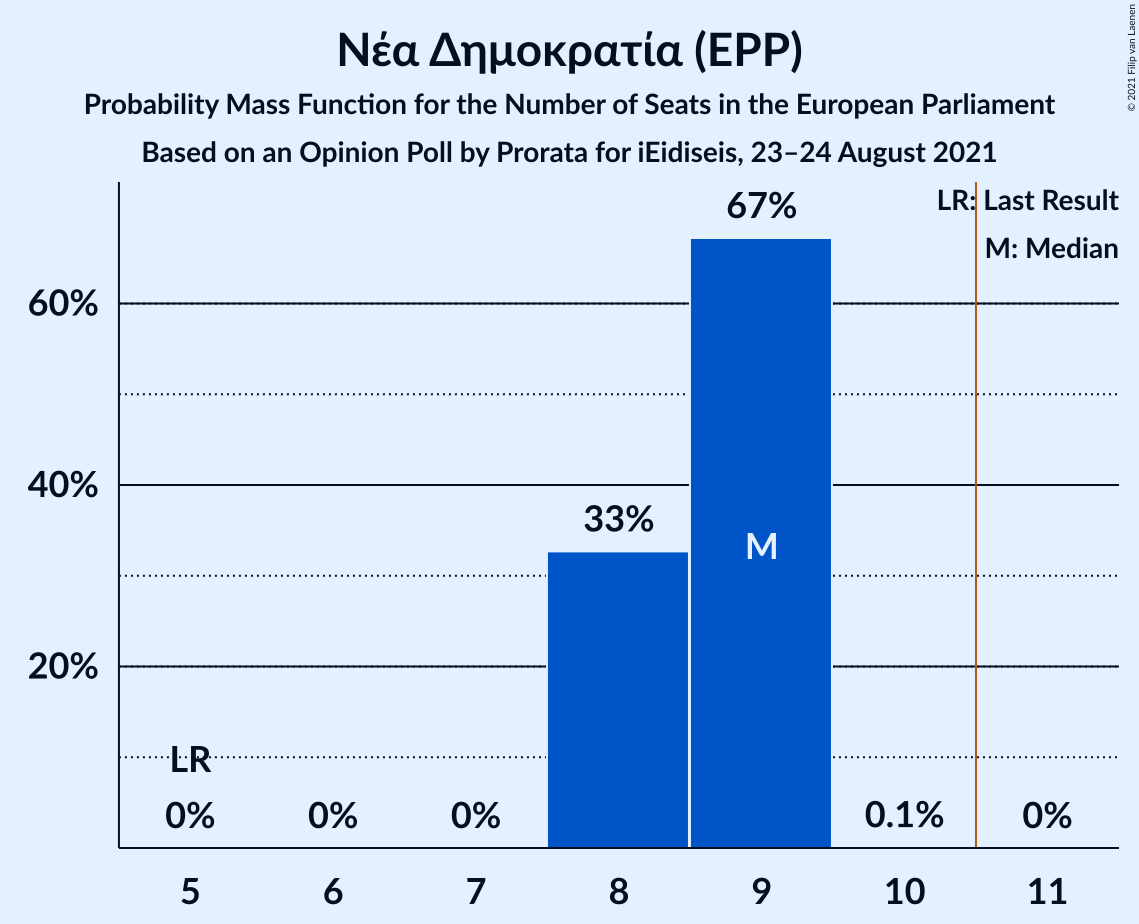 Νέα Δημοκρατία (EPP)
Probability Mass Function for the Number of Seats in the European Parliament
Based on an Opinion Poll by Prorata for iEidiseis, 23–24 August 2021
© 2021 Filip van Laenen
LR: Last Result
M: Median
67%
60%
40%
33%
M
20%
LR
0%
0%
0%
0.1%
0%
5
6
7
8
9
10
11